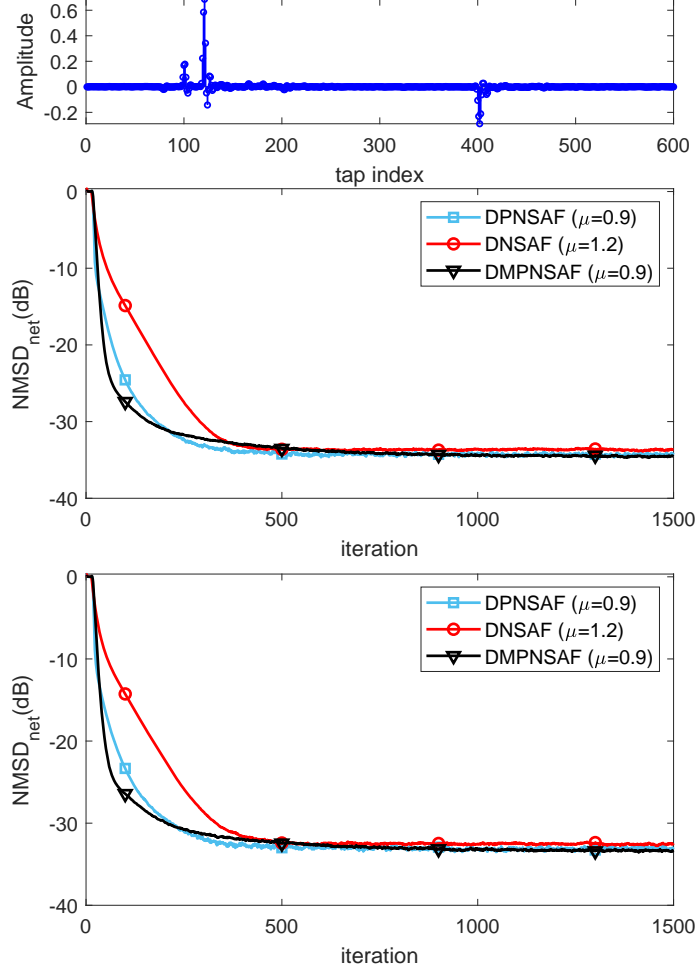 0.6
0.4
0.2
0
-0.2
Amplitude
0 100 200 300 400 500 600
tap index
0
-10
-20
-30
-40
NMSD_net(dB)
DPNSAF (μ=0.9)
DNSAF (μ=1.2)
DMPNSAF (μ=0.9)
0 500 1000 1500
iteration
0
-10
-20
-30
-40
NMSD_net(dB)
DPNSAF (μ=0.9)
DNSAF (μ=1.2)
DMPNSAF (μ=0.9)
0 500 1000 1500
iteration